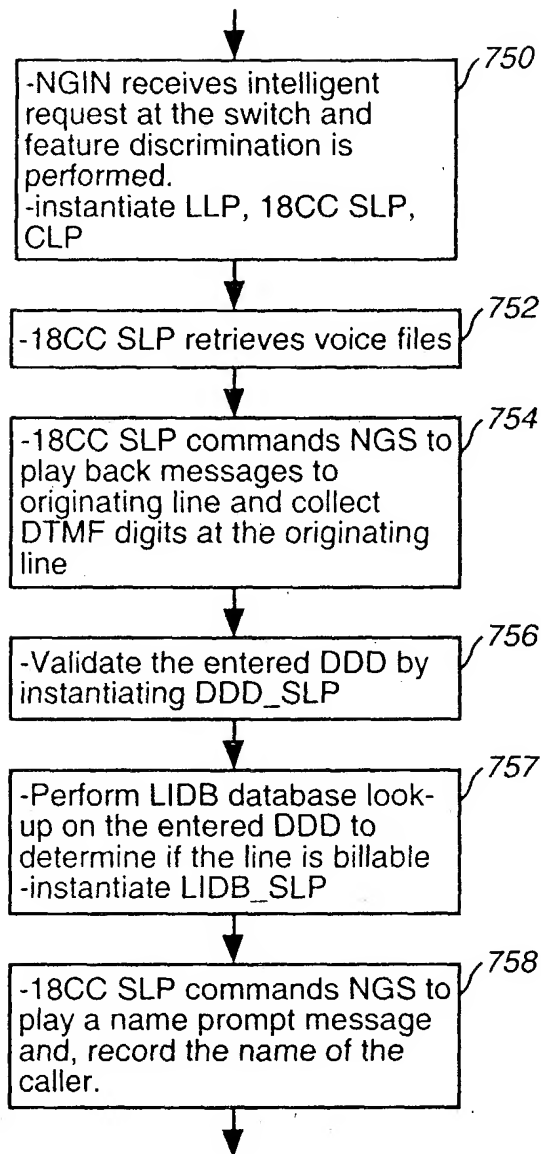 750
-NGIN receives intelligent
request at the switch and
feature discrimination is
performed.
-instantiate LLP, 18CC SLP,
CLP
752
-18CC SLP retrieves voice files
754
-18CC SLP commands NGS to
play back messages to
originating line and collect
DTMF digits at the originating
line
756
-Validate the entered DDD by
instantiating DDD_SLP
757
-Perform LIDB database look-
up on the entered DDD to
determine if the line is billable
-instantiate LIDB_SLP
758
-18CC SLP commands NGS to
play a name prompt message
and, record the name of the
caller.